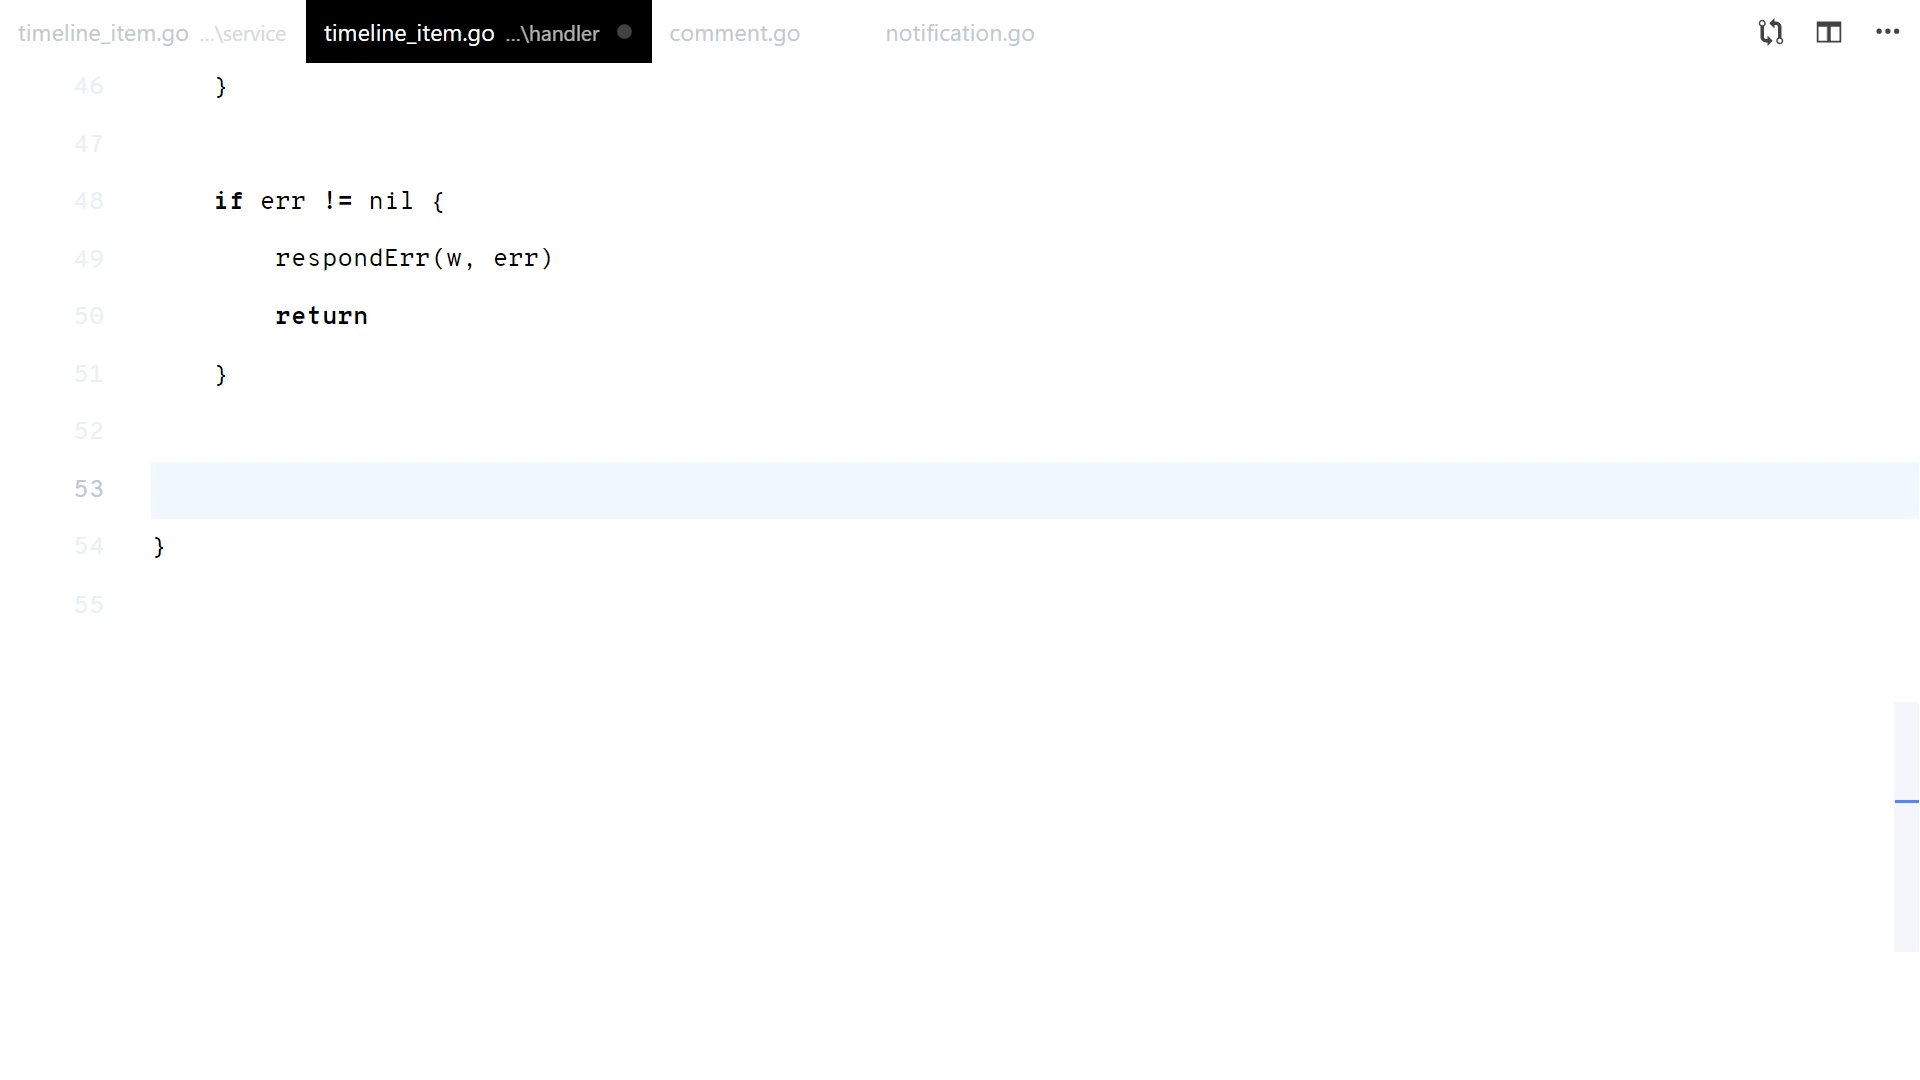 timeline_item.go ...\service timeline_item.go ...\handler comment.go notification.go
46 }
47
48 if err != nil {
49 respondErr(w, err)
50 return
51 }
52
53
54 }
55